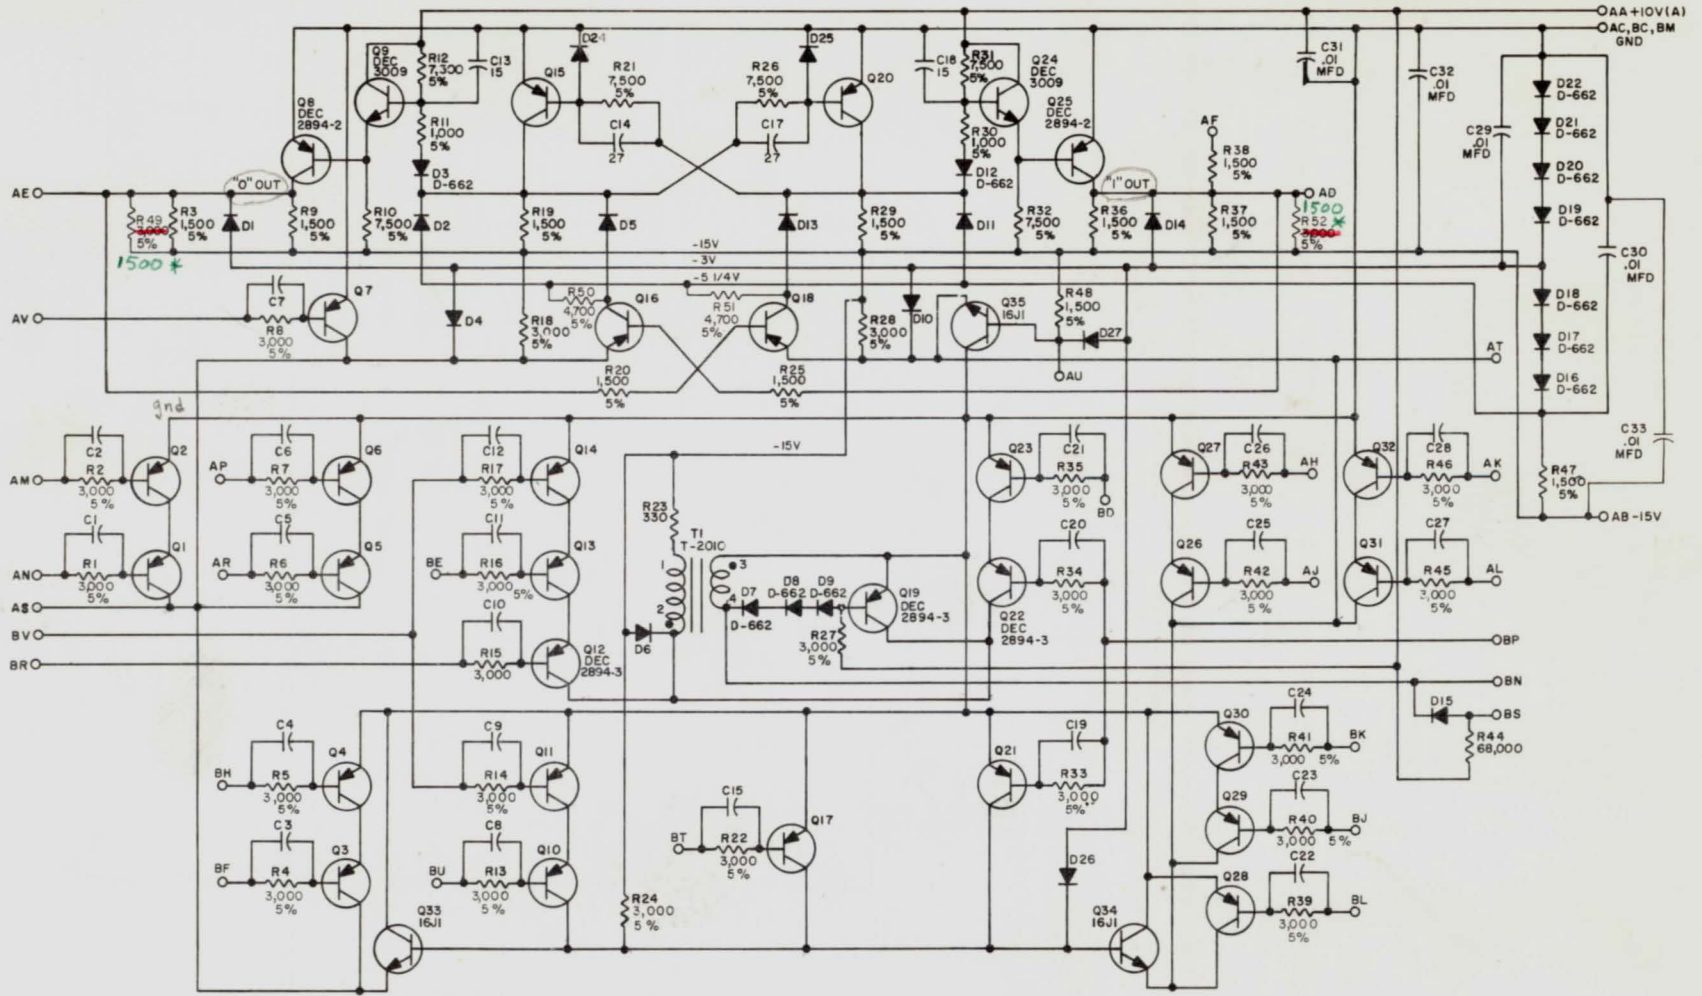 AA+10V(A)
AC, BC, BM
GND
Q9
DEC
3009
R12
7,300
5%
C13
15
D24
Q15
R21
7,500
5%
C14
27
R26
7,500
5%
C17
27
D25
Q20
C18
15
R31
7,500
5%
Q24
DEC
3009
Q25
DEC
2894-2
C31
.01
MFD
C32
.01
MFD
D22
D-662
D21
D-662
D20
D-662
D19
D-662
C29
.01
MFD
Q8
DEC
2894-2
R11
1,000
5%
D3
D-662
R30
1,000
5%
D12
D-662
AF
R38
1,500
5%
AE
"0" OUT
"1" OUT
AD
R49
3,000
5%
1500 *
R3
1,500
5%
D1
R9
1,500
5%
R10
7,500
5%
D2
R19
1,500
5%
D5
D13
R29
1,500
5%
D11
R32
7,500
5%
R36
1,500
5%
D14
R37
1,500
5%
1500 *
R52
3,000
5%
C30
.01
MFD
-15V
-3V
-5 1/4V
AV
C7
R8
3,000
5%
Q7
D4
R18
3,000
5%
R50
4,700
5%
Q16
R51
4,700
5%
Q18
R28
3,000
5%
D10
Q35
16J1
R48
1,500
5%
D27
AU
AT
D18
D-662
D17
D-662
D16
D-662
R20
1,500
5%
R25
1,500
5%
gnd
-15V
C33
.01
MFD
R47
1,500
5%
AB-15V
AM
C2
R2
3,000
5%
Q2
AP
C6
R7
3,000
5%
Q6
C12
R17
3,000
5%
Q14
Q23
C21
R35
3,000
5%
BD
Q27
C26
R43
3,000
5%
AH
Q32
C28
R46
3,000
5%
AK
AN
C1
R1
3,000
5%
Q1
AR
C5
R6
3,000
5%
Q5
BE
C11
R16
3,000
5%
Q13
R23
330
T1
T-2010
1
2
3
4
D7
D-662
D8
D-662
D9
D-662
Q19
DEC
2894-3
R27
3,000
5%
Q22
DEC
2894-3
C20
R34
3,000
5%
Q26
C25
R42
3,000
5%
AJ
Q31
C27
R45
3,000
5%
AL
AS
BV
BR
C10
R15
3,000
Q12
DEC
2894-3
D6
BP
BN
BS
D15
R44
68,000
BH
C4
R5
3,000
5%
Q4
C9
R14
3,000
5%
Q11
Q21
C19
R33
3,000
5%
Q30
C24
R41
3,000
5%
BK
BF
C3
R4
3,000
5%
Q3
BU
C8
R13
3,000
5%
Q10
BT
C15
R22
3,000
5%
Q17
D26
Q29
C23
R40
3,000
5%
BJ
Q33
16J1
R24
3,000
5%
Q34
16J1
Q28
C22
R39
3,000
5%
BL